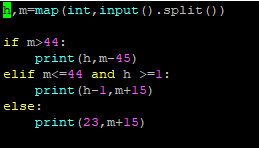 h,m=map(int,input().split())
if m>44:
    print(h,m-45)
elif m<=44 and h >=1:
    print(h-1,m+15)
else:
    print(23,m+15)